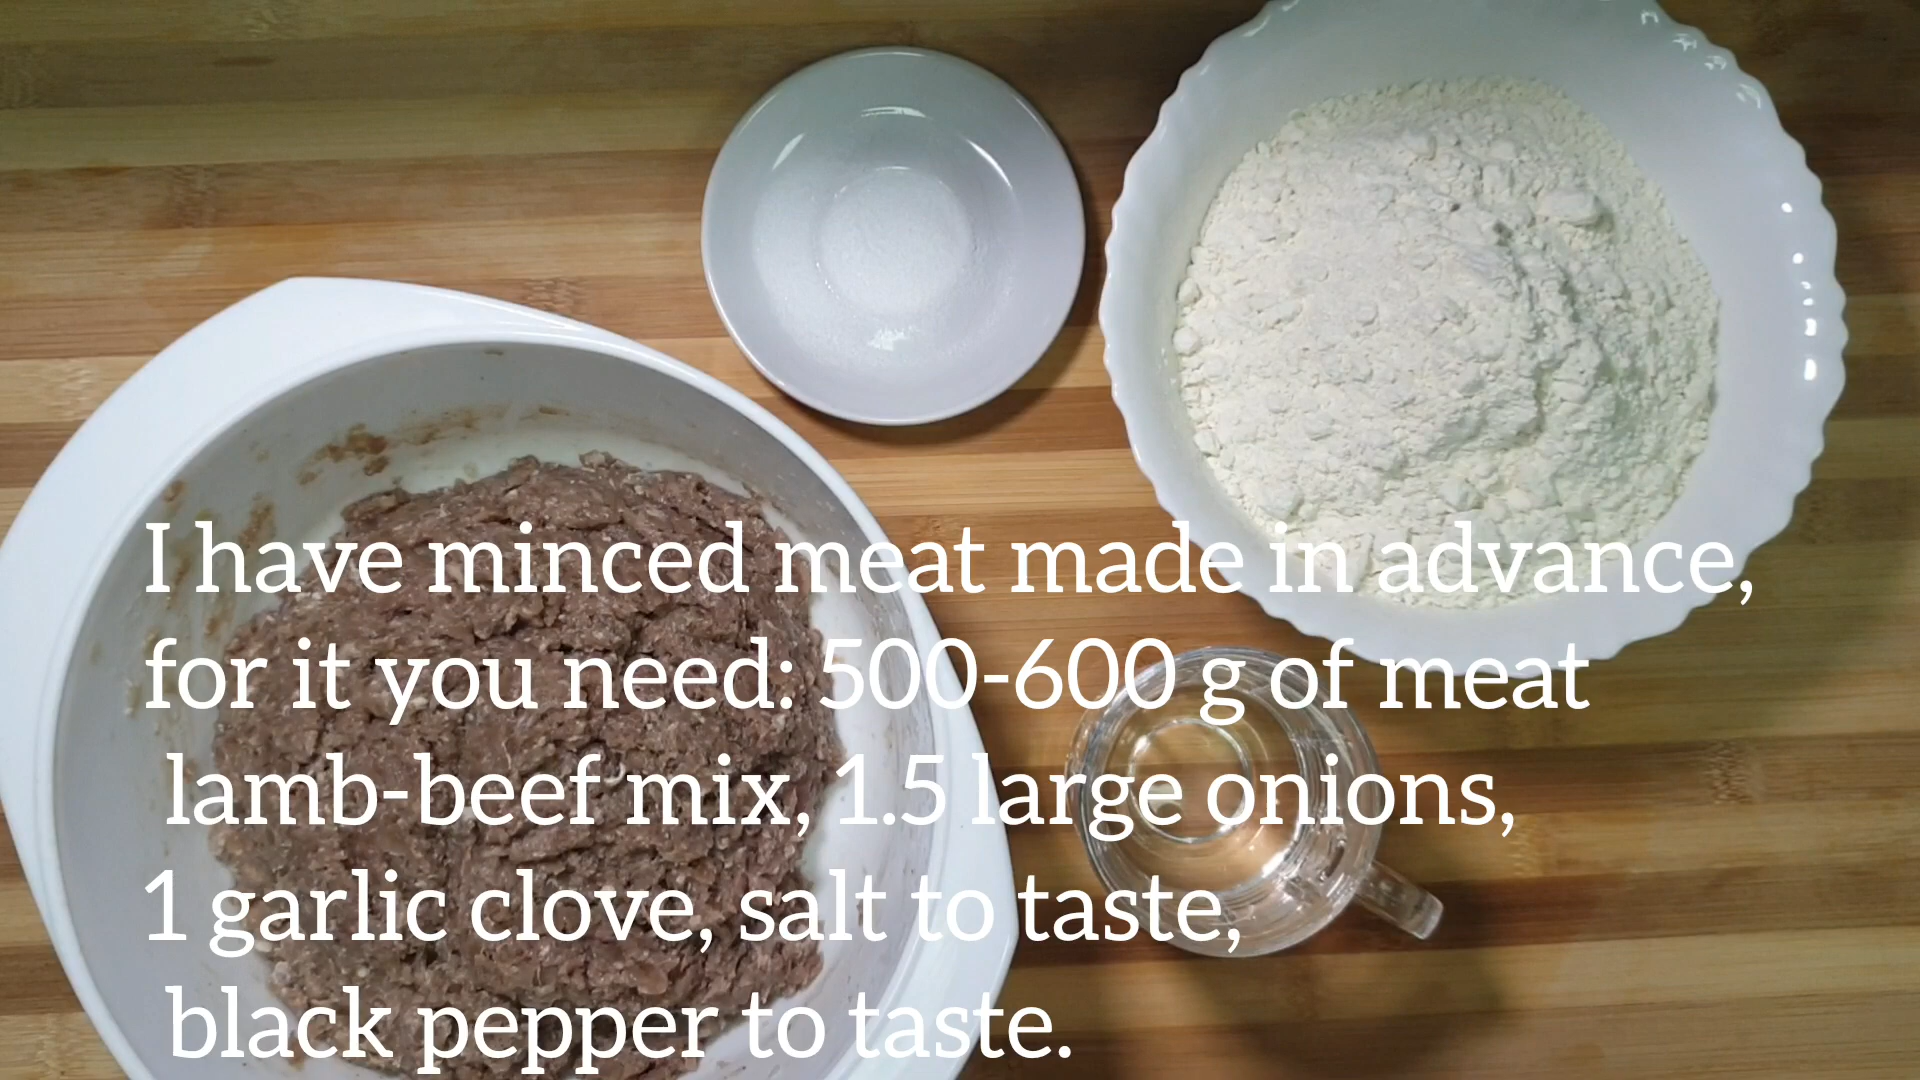 I have minced meat made in advance,
for it you need: 500-600 g of meat
lamb-beef mix, 1.5 large onions,
1 garlic clove, salt to taste,
black pepper to taste.